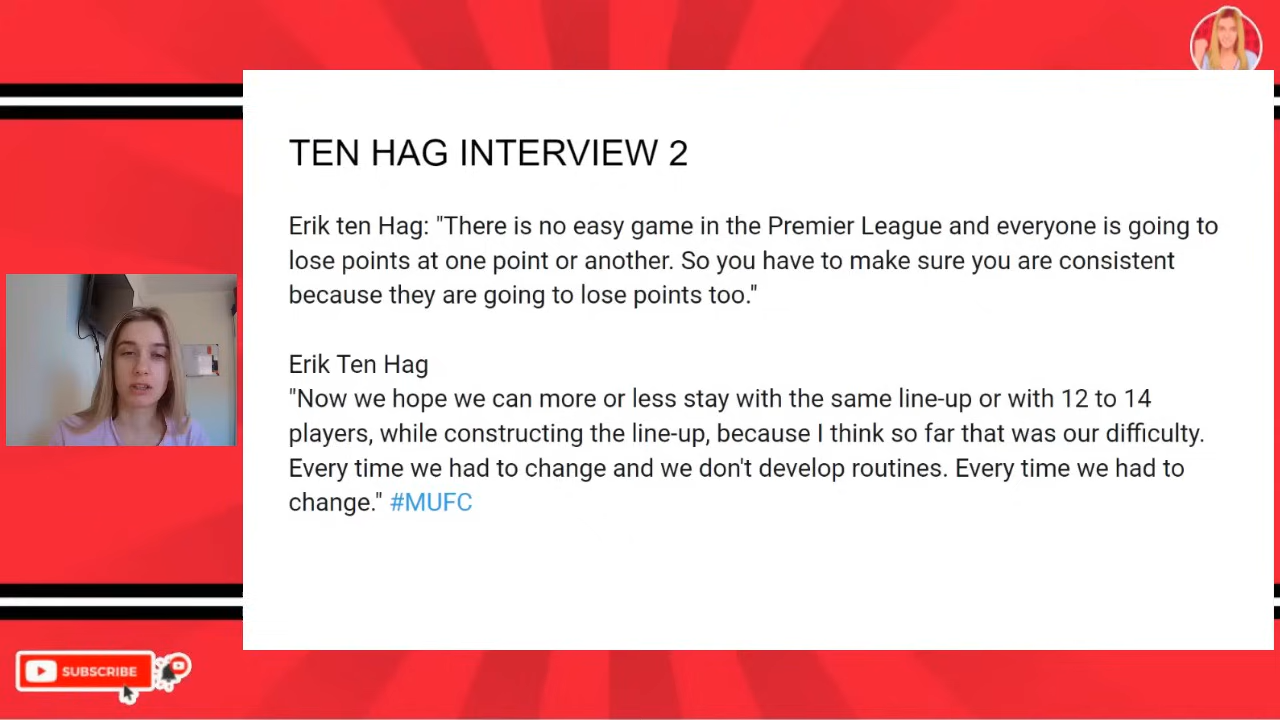 TEN HAG INTERVIEW 2
Erik ten Hag: "There is no easy game in the Premier League and everyone is going to
lose points at one point or another. So you have to make sure you are consistent
because they are going to lose points too."
Erik Ten Hag
"Now we hope we can more or less stay with the same line-up or with 12 to 14
players, while constructing the line-up, because I think so far that was our difficulty.
Every time we had to change and we don't develop routines. Every time we had to
change." #MUFC
SUBSCRIBE